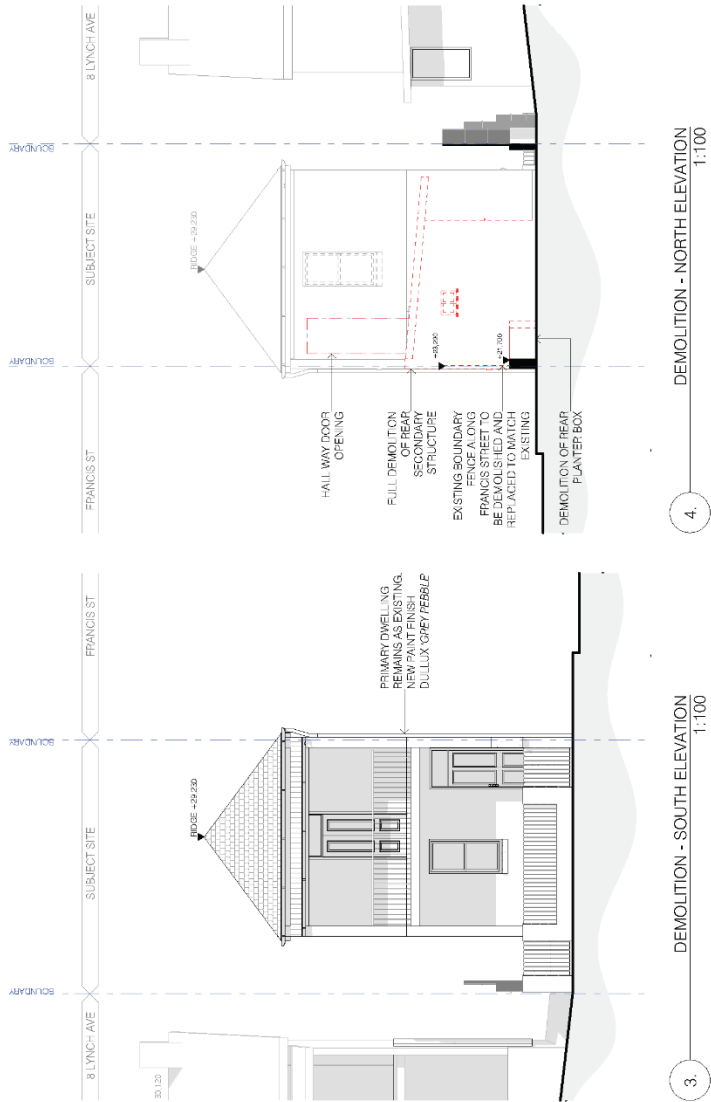 8 LYNCH AVE
BOUNDARY
SUBJECT SITE
BOUNDARY
FRANCIS ST
30,120
RIDGE +29,230
PRIMARY DWELLING
REMAINS AS EXISTING.
NEW PAINT FINISH
DULLUX 'GREY PEBBLE'
3.
DEMOLITION - SOUTH ELEVATION
1:100
FRANCIS ST
BOUNDARY
SUBJECT SITE
BOUNDARY
8 LYNCH AVE
RIDGE +29,230
HALL WAY DOOR
OPENING
FULL DEMOLITION
OF REAR
SECONDARY
STRUCTURE
+23,200
+21,700
EXISTING BOUNDARY
FENCE ALONG
FRANCIS STREET TO
BE DEMOLISHED AND
REPLACED TO MATCH
EXISTING
DEMOLITION OF REAR
PLANTER BOX
4.
DEMOLITION - NORTH ELEVATION
1:100